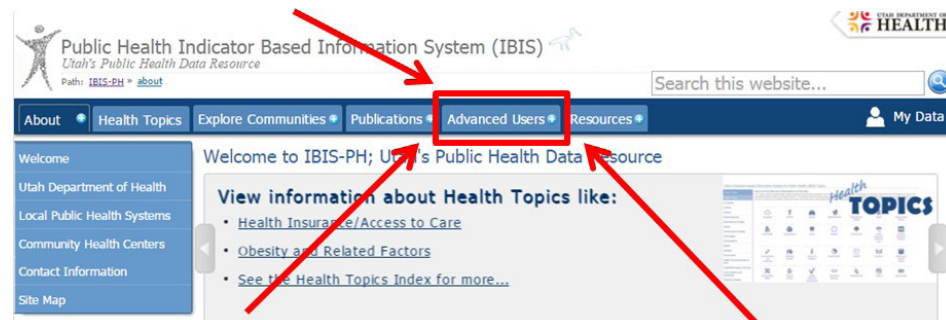 UTAH DEPARTMENT OF
HEALTH
Public Health Indicator Based Information System (IBIS)
Utah's Public Health Data Resource
Path: IBIS-PH » about
Search this website...
About Health Topics Explore Communities Publications Advanced Users Resources My Data
Welcome
Utah Department of Health
Local Public Health Systems
Community Health Centers
Contact Information
Site Map
Welcome to IBIS-PH; Utah's Public Health Data Resource
View information about Health Topics like:
• Health Insurance/Access to Care
• Obesity and Related Factors
• See the Health Topics Index for more...
Health
TOPICS